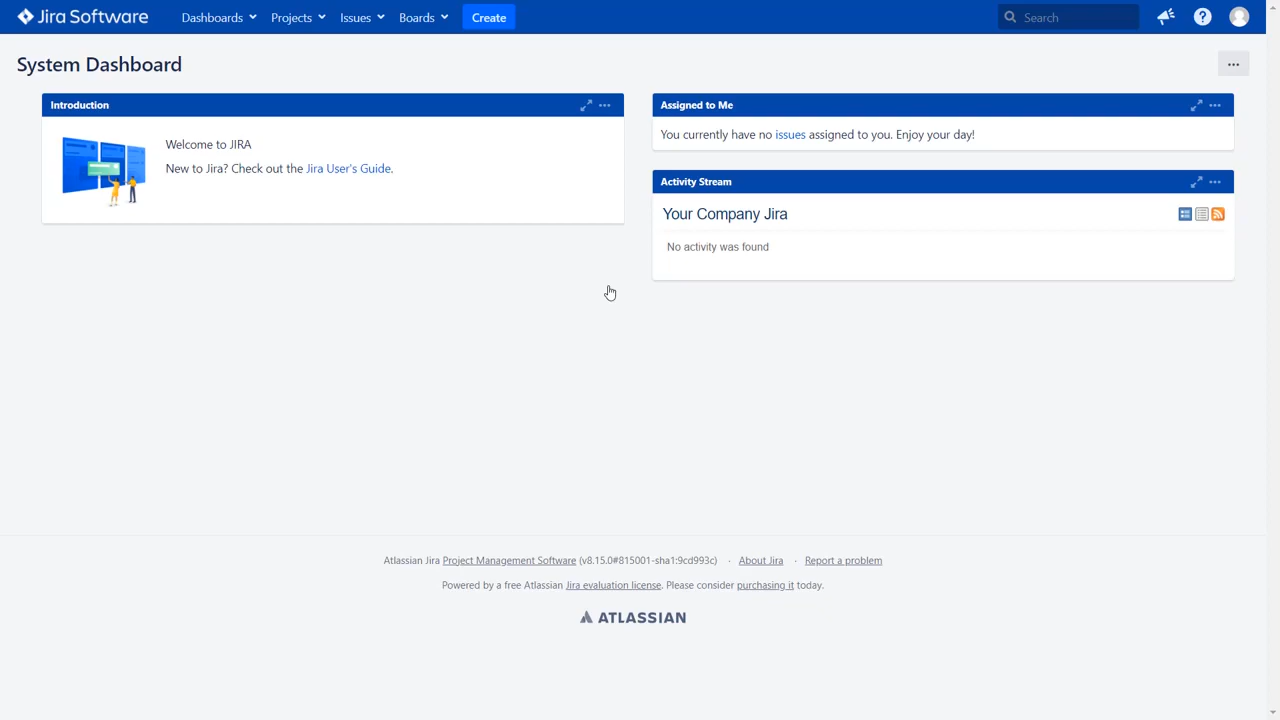 Jira Software Dashboards Projects Issues Boards Create Search
System Dashboard
Introduction
Welcome to JIRA
New to Jira? Check out the Jira User's Guide.
Assigned to Me
You currently have no issues assigned to you. Enjoy your day!
Activity Stream
Your Company Jira
No activity was found
Atlassian Jira Project Management Software (v8.15.0#815001-sha1:9cd993c) · About Jira · Report a problem
Powered by a free Atlassian Jira evaluation license. Please consider purchasing it today.
ATLASSIAN